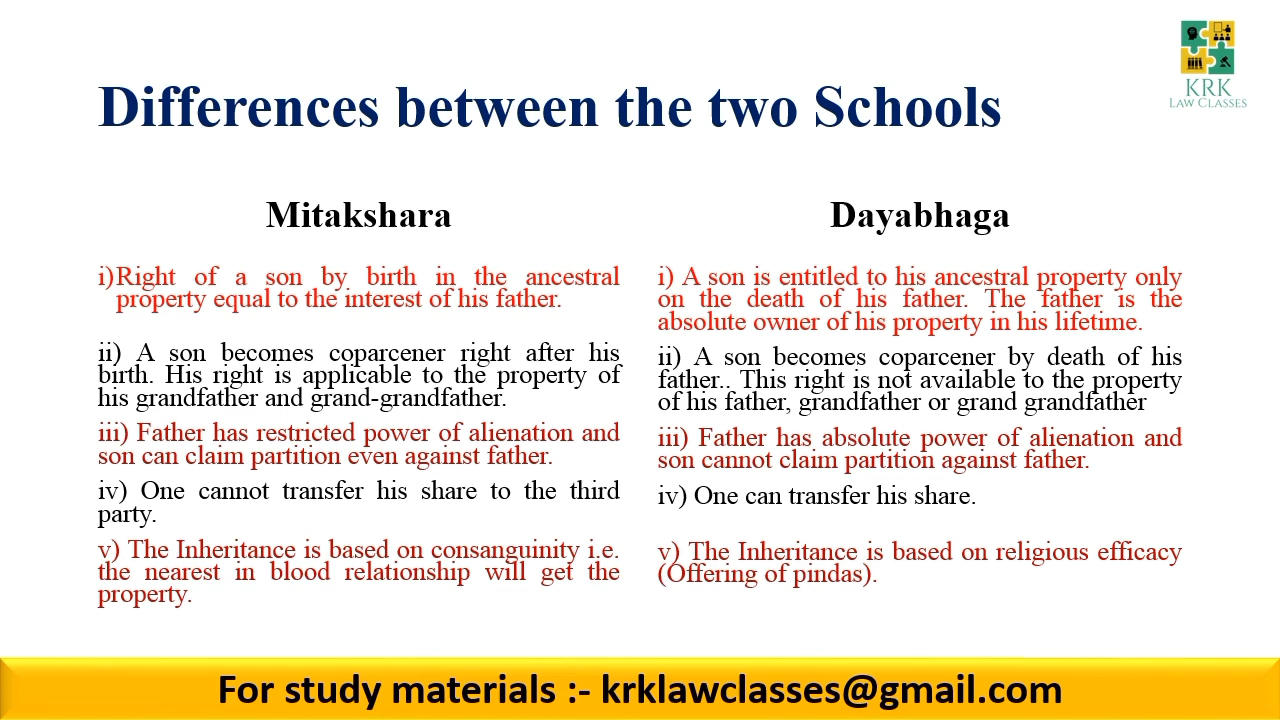 KRK
LAW CLASSES
Differences between the two Schools
Mitakshara
i)Right of a son by birth in the ancestral
property equal to the interest of his father.
ii) A son becomes coparcener right after his
birth. His right is applicable to the property of
his grandfather and grand-grandfather.
iii) Father has restricted power of alienation and
son can claim partition even against father.
iv) One cannot transfer his share to the third
party.
v) The Inheritance is based on consanguinity i.e.
the nearest in blood relationship will get the
property.
Dayabhaga
i) A son is entitled to his ancestral property only
on the death of his father. The father is the
absolute owner of his property in his lifetime.
ii) A son becomes coparcener by death of his
father.. This right is not available to the property
of his father, grandfather or grand grandfather
iii) Father has absolute power of alienation and
son cannot claim partition against father.
iv) One can transfer his share.
v) The Inheritance is based on religious efficacy
(Offering of pindas).
For study materials :- krklawclasses@gmail.com